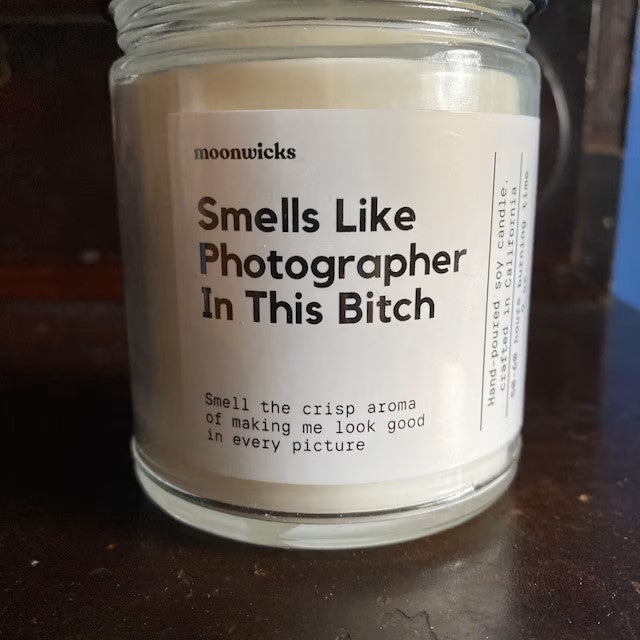 moonwicks
Smells Like
Photographer
In This Bitch
Smell the crisp aroma
of making me look good
in every picture
Hand-poured soy candle,
crafted in California
50-60 hours burning time